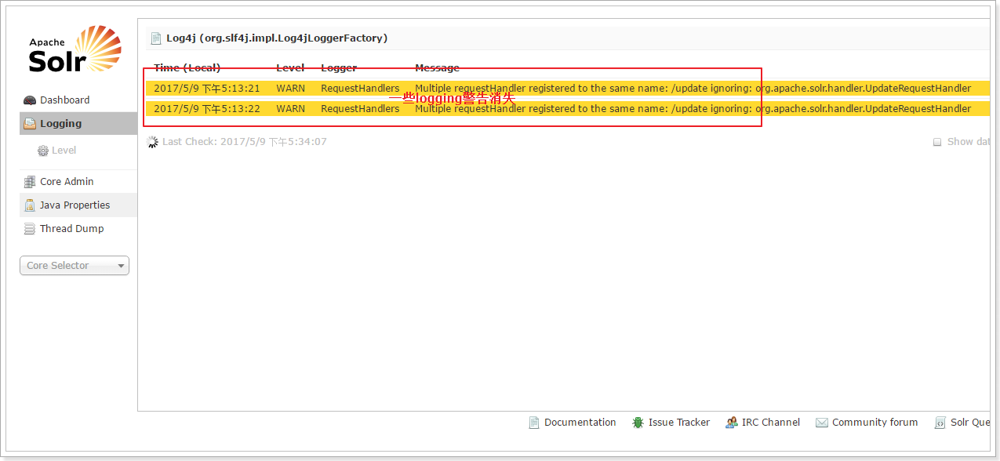 Apache
Solr
Dashboard
Logging
Level
Core Admin
Java Properties
Thread Dump
Core Selector
Log4j (org.slf4j.impl.Log4jLoggerFactory)
Time (Local) Level Logger Message
2017/5/9 下午5:13:21 WARN RequestHandlers Multiple requestHandler registered to the same name: /update ignoring: org.apache.solr.handler.UpdateRequestHandler
一些logging警告消失
2017/5/9 下午5:13:22 WARN RequestHandlers Multiple requestHandler registered to the same name: /update ignoring: org.apache.solr.handler.UpdateRequestHandler
Last Check: 2017/5/9 下午5:34:07
Show dat
Documentation Issue Tracker IRC Channel Community forum Solr Que